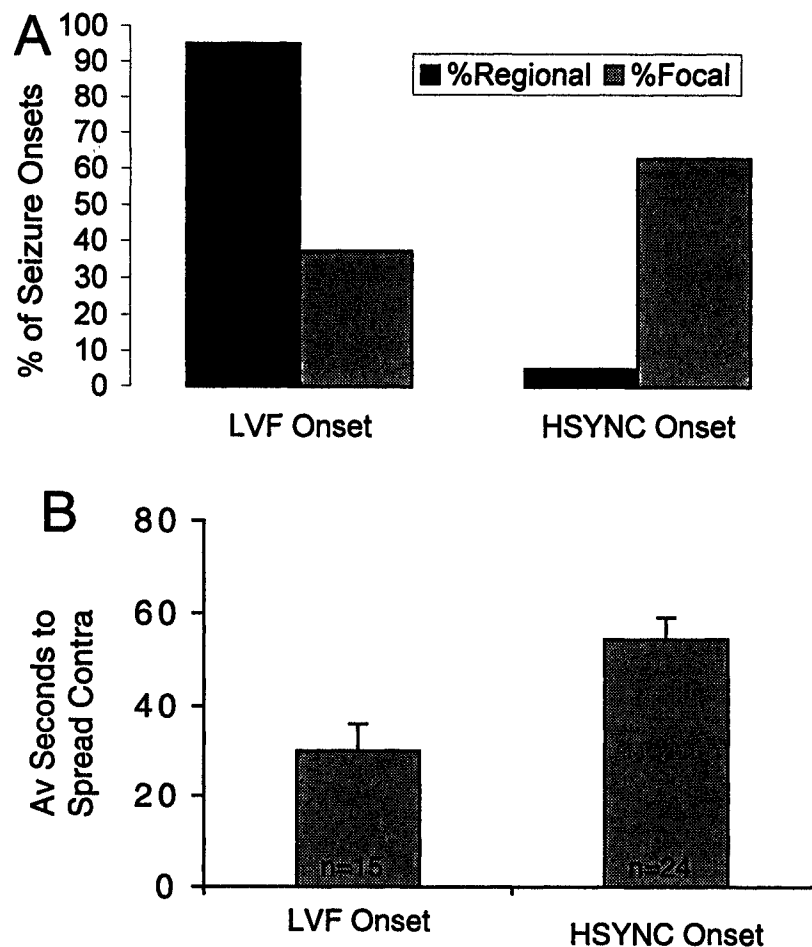 A
% of Seizure Onsets
100
90
80
70
60
50
40
30
20
10
0
%Regional %Focal
LVF Onset HSYNC Onset
B
Av Seconds to
Spread Contra
80
60
40
20
0
n=15 n=24
LVF Onset HSYNC Onset